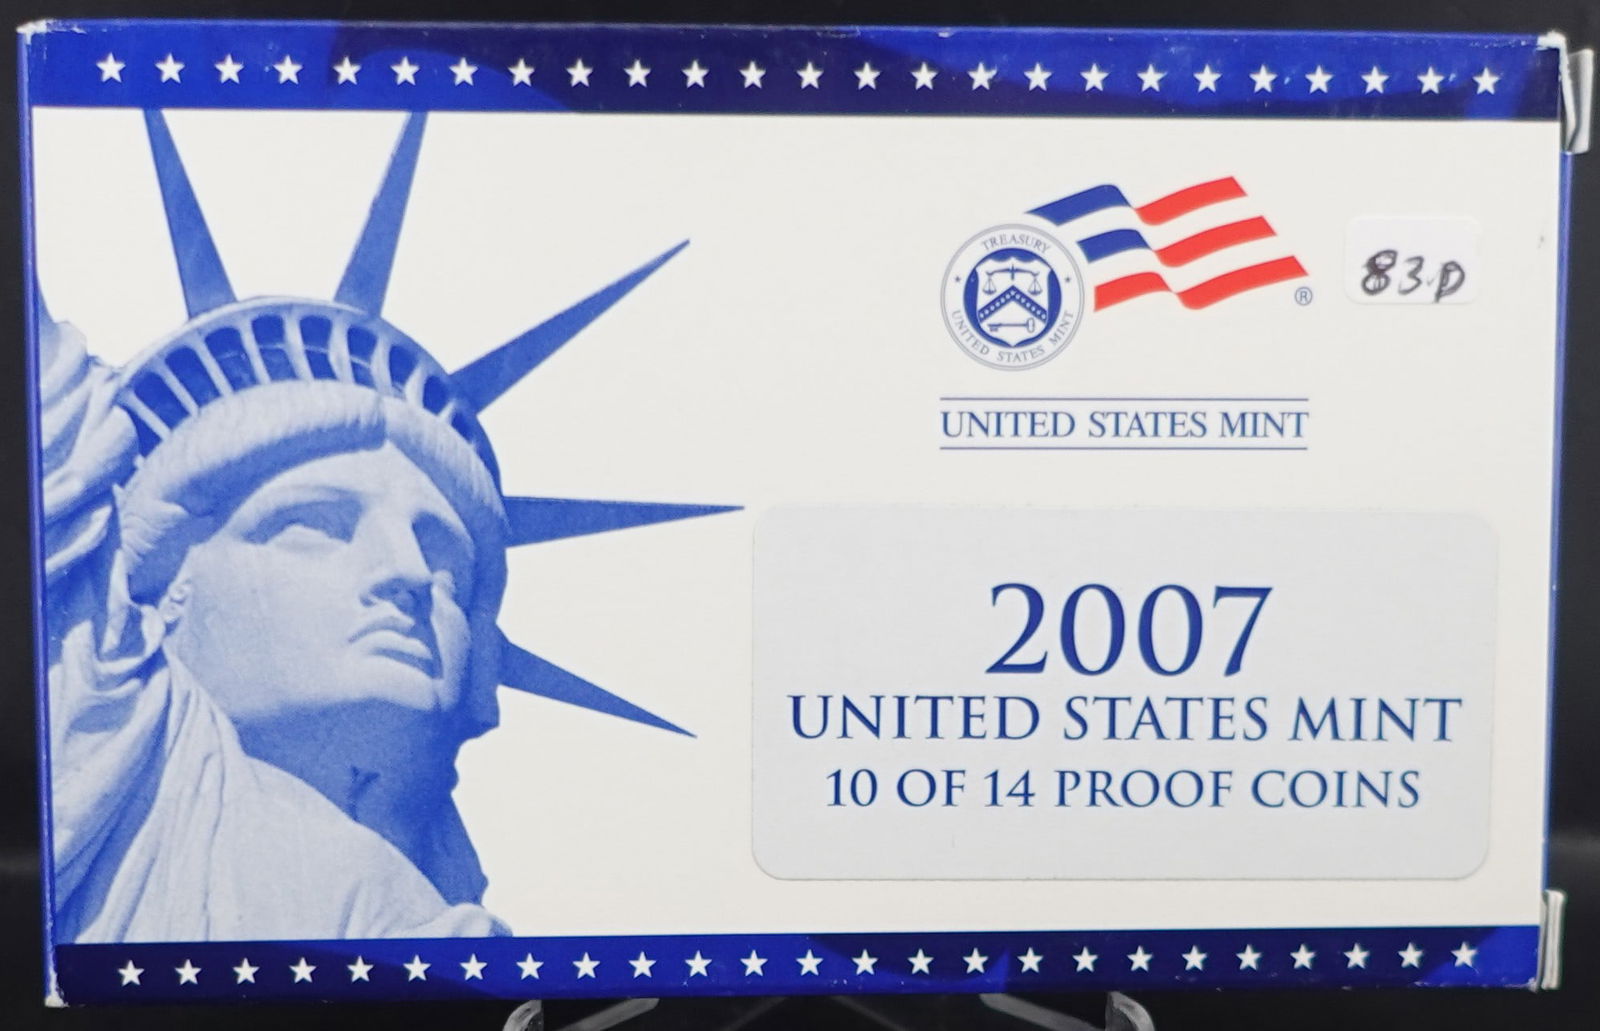 TREASURY
UNITED STATES MINT
®
83.D
UNITED STATES MINT
2007
UNITED STATES MINT
10 OF 14 PROOF COINS